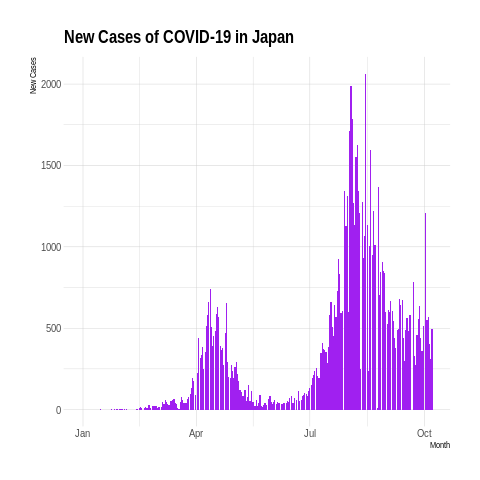 New Cases of COVID-19 in Japan
New Cases
2000
1500
1000
500
0
Jan Apr Jul Oct
Month